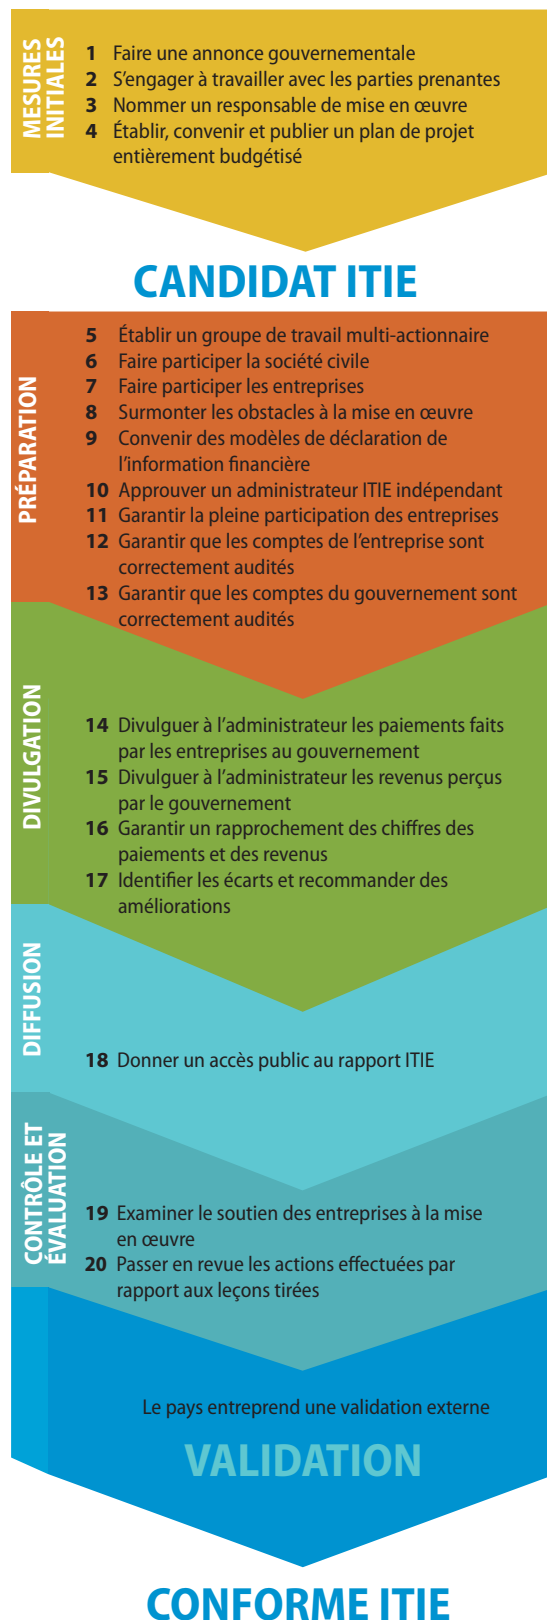 MESURES
INITIALES
1 Faire une annonce gouvernementale
2 S'engager à travailler avec les parties prenantes
3 Nommer un responsable de mise en œuvre
4 Établir, convenir et publier un plan de projet
entièrement budgétisé
CANDIDAT ITIE
PRÉPARATION
5 Établir un groupe de travail multi-actionnaire
6 Faire participer la société civile
7 Faire participer les entreprises
8 Surmonter les obstacles à la mise en œuvre
9 Convenir des modèles de déclaration de
l'information financière
10 Approuver un administrateur ITIE indépendant
11 Garantir la pleine participation des entreprises
12 Garantir que les comptes de l'entreprise sont
correctement audités
13 Garantir que les comptes du gouvernement sont
correctement audités
DIVULGATION
14 Divulguer à l'administrateur les paiements faits
par les entreprises au gouvernement
15 Divulguer à l'administrateur les revenus perçus
par le gouvernement
16 Garantir un rapprochement des chiffres des
paiements et des revenus
17 Identifier les écarts et recommander des
améliorations
DIFFUSION
18 Donner un accès public au rapport ITIE
CONTRÔLE ET
ÉVALUATION
19 Examiner le soutien des entreprises à la mise
en œuvre
20 Passer en revue les actions effectuées par
rapport aux leçons tirées
Le pays entreprend une validation externe
VALIDATION
CONFORME ITIE